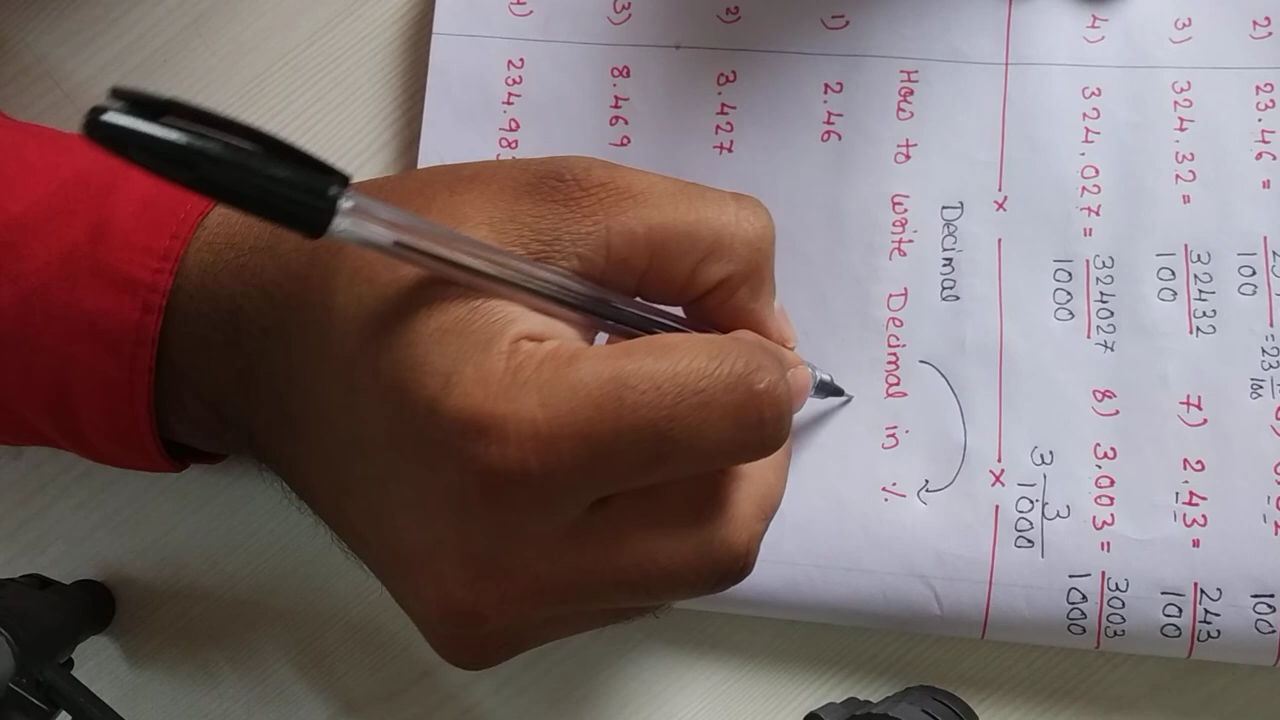 2) 23.46 = 100 = 23 100 100
3) 324.32 = 32432 7) 2.43 = 243
100 100
4) 324.027 = 324027 8) 3.003 = 3003
1000 1000
3 3
1000
x x
Decimal
How to write Decimal in %
1) 2.46
2) 3.427
3) 8.469
4) 234.98